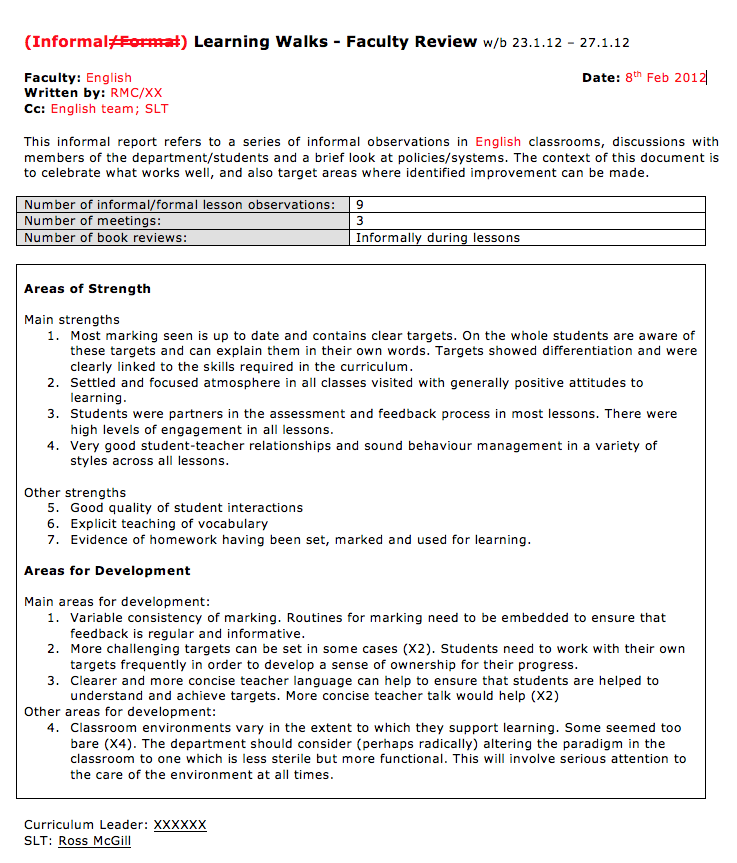 (Informal/Formal) Learning Walks - Faculty Review w/b 23.1.12 – 27.1.12
Faculty: English Date: 8th Feb 2012
Written by: RMC/XX
Cc: English team; SLT
This informal report refers to a series of informal observations in English classrooms, discussions with
members of the department/students and a brief look at policies/systems. The context of this document is
to celebrate what works well, and also target areas where identified improvement can be made.
Number of informal/formal lesson observations: 9
Number of meetings: 3
Number of book reviews: Informally during lessons
Areas of Strength
Main strengths
1. Most marking seen is up to date and contains clear targets. On the whole students are aware of
these targets and can explain them in their own words. Targets showed differentiation and were
clearly linked to the skills required in the curriculum.
2. Settled and focused atmosphere in all classes visited with generally positive attitudes to
learning.
3. Students were partners in the assessment and feedback process in most lessons. There were
high levels of engagement in all lessons.
4. Very good student-teacher relationships and sound behaviour management in a variety of
styles across all lessons.
Other strengths
5. Good quality of student interactions
6. Explicit teaching of vocabulary
7. Evidence of homework having been set, marked and used for learning.
Areas for Development
Main areas for development:
1. Variable consistency of marking. Routines for marking need to be embedded to ensure that
feedback is regular and informative.
2. More challenging targets can be set in some cases (X2). Students need to work with their own
targets frequently in order to develop a sense of ownership for their progress.
3. Clearer and more concise teacher language can help to ensure that students are helped to
understand and achieve targets. More concise teacher talk would help (X2)
Other areas for development:
4. Classroom environments vary in the extent to which they support learning. Some seemed too
bare (X4). The department should consider (perhaps radically) altering the paradigm in the
classroom to one which is less sterile but more functional. This will involve serious attention to
the care of the environment at all times.
Curriculum Leader: XXXXXX
SLT: Ross McGill